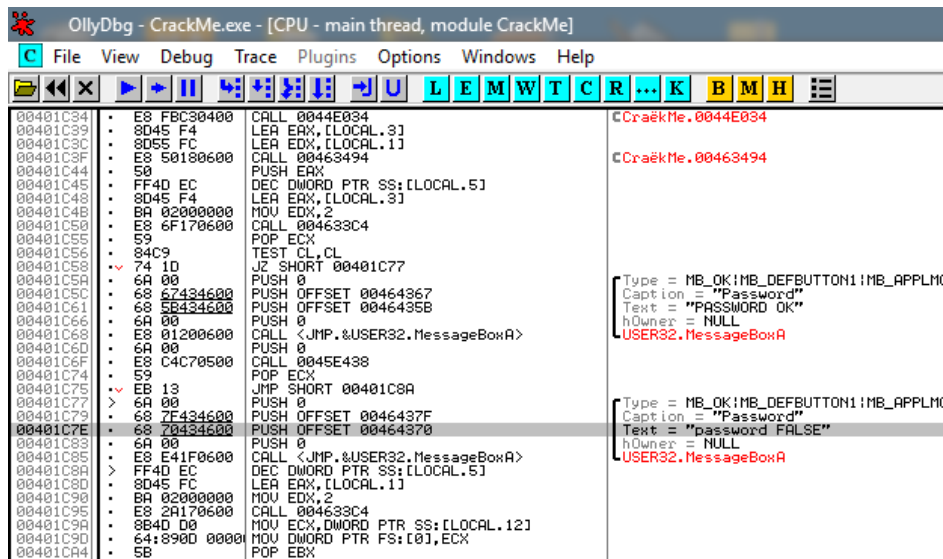 OllyDbg - CrackMe.exe - [CPU - main thread, module CrackMe]
C File View Debug Trace Plugins Options Windows Help
L E M W T C R ... K B M H
00401C34 . E8 FBC30400 CALL 0044E034 CCraëkMe.0044E034
00401C39 . 8D45 F4 LEA EAX,[LOCAL.3]
00401C3C . 8D55 FC LEA EDX,[LOCAL.1]
00401C3F . E8 50180600 CALL 00463494 CCraëkMe.00463494
00401C44 . 50 PUSH EAX
00401C45 . FF4D EC DEC DWORD PTR SS:[LOCAL.5]
00401C48 . 8D45 F4 LEA EAX,[LOCAL.3]
00401C4B . BA 02000000 MOV EDX,2
00401C50 . E8 6F170600 CALL 004633C4
00401C55 . 59 POP ECX
00401C56 . 84C9 TEST CL,CL
00401C58 .v 74 1D JZ SHORT 00401C77
00401C5A . 6A 00 PUSH 0 Type = MB_OK|MB_DEFBUTTON1|MB_APPLMO
00401C5C . 68 67434600 PUSH OFFSET 00464367 Caption = "Password"
00401C61 . 68 5B434600 PUSH OFFSET 0046435B Text = "PASSWORD OK"
00401C66 . 6A 00 PUSH 0 hOwner = NULL
00401C68 . E8 01200600 CALL <JMP.&USER32.MessageBoxA> USER32.MessageBoxA
00401C6D . 6A 00 PUSH 0
00401C6F . E8 C4C70500 CALL 0045E438
00401C74 . 59 POP ECX
00401C75 .v EB 13 JMP SHORT 00401C8A
00401C77 > 6A 00 PUSH 0 Type = MB_OK|MB_DEFBUTTON1|MB_APPLMO
00401C79 . 68 7F434600 PUSH OFFSET 0046437F Caption = "Password"
00401C7E . 68 70434600 PUSH OFFSET 00464370 Text = "password FALSE"
00401C83 . 6A 00 PUSH 0 hOwner = NULL
00401C85 . E8 E41F0600 CALL <JMP.&USER32.MessageBoxA> USER32.MessageBoxA
00401C8A > FF4D EC DEC DWORD PTR SS:[LOCAL.5]
00401C8D . 8D45 FC LEA EAX,[LOCAL.1]
00401C90 . BA 02000000 MOV EDX,2
00401C95 . E8 2A170600 CALL 004633C4
00401C9A . 8B4D D0 MOV ECX,DWORD PTR SS:[LOCAL.12]
00401C9D . 64:890D 0000 MOV DWORD PTR FS:[0],ECX
00401CA4 . 5B POP EBX